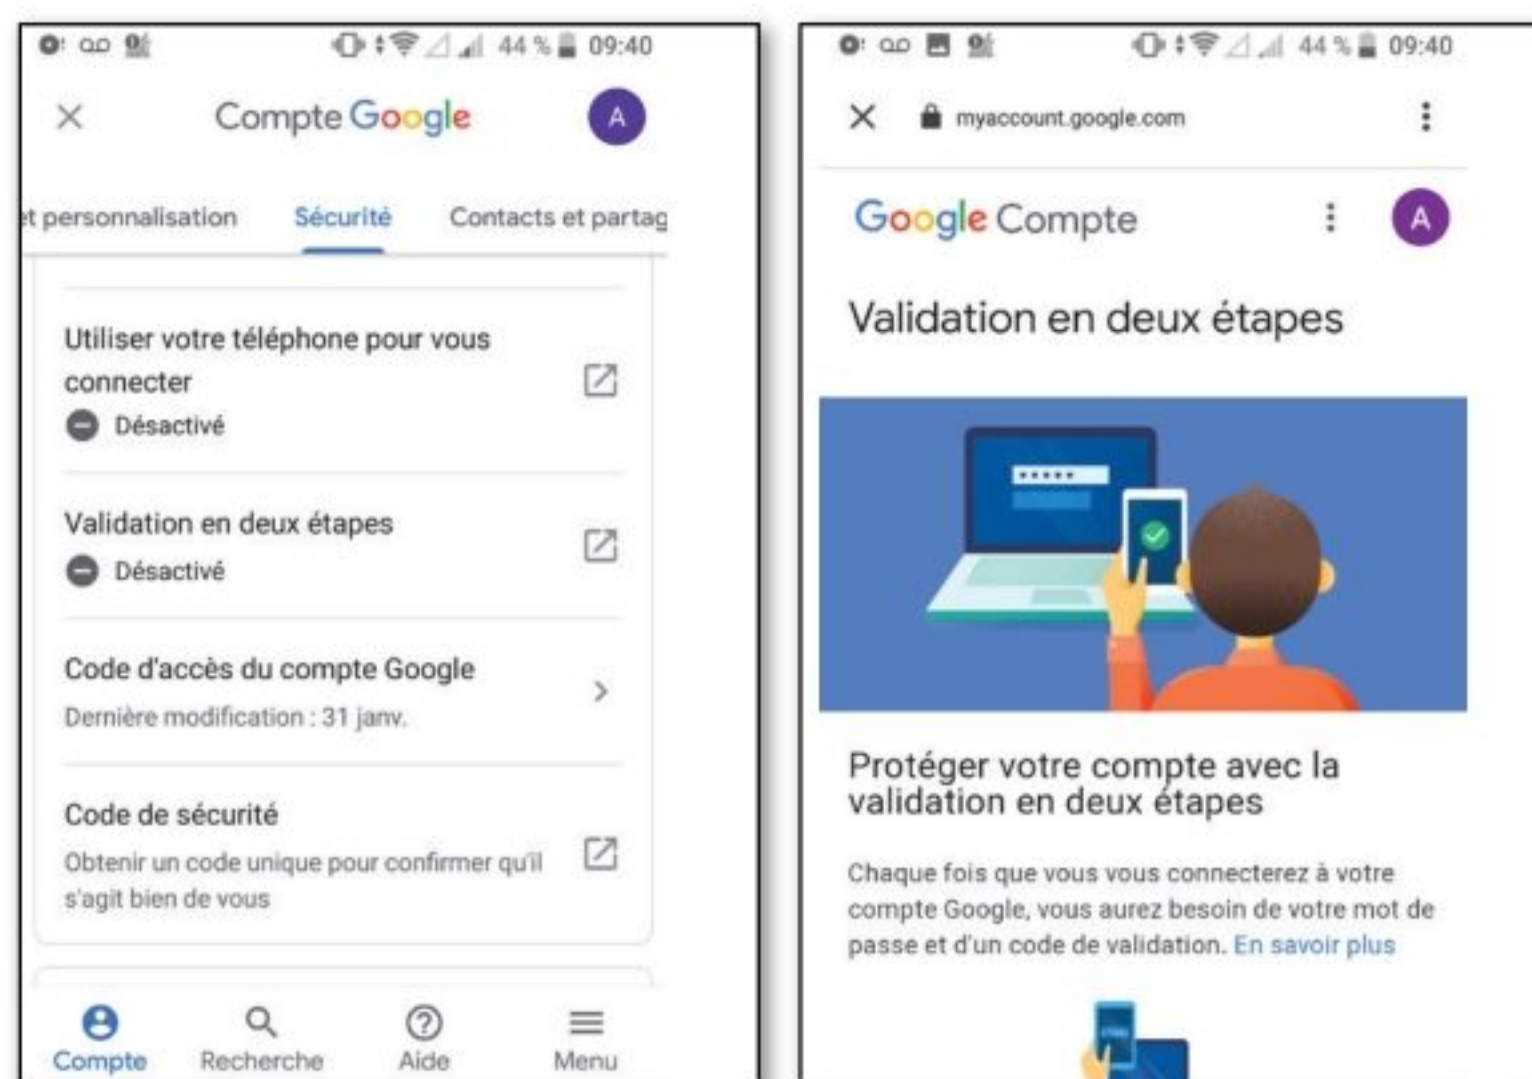 44 % 09:40
Compte Google
A
et personnalisation Sécurité Contacts et partag
Utiliser votre téléphone pour vous
connecter
Désactivé
Validation en deux étapes
Désactivé
Code d'accès du compte Google
Dernière modification : 31 janv.
Code de sécurité
Obtenir un code unique pour confirmer qu'il
s'agit bien de vous
Compte Recherche Aide Menu
44 % 09:40
myaccount.google.com
Google Compte
A
Validation en deux étapes
*****
Protéger votre compte avec la
validation en deux étapes
Chaque fois que vous vous connecterez à votre
compte Google, vous aurez besoin de votre mot de
passe et d'un code de validation. En savoir plus